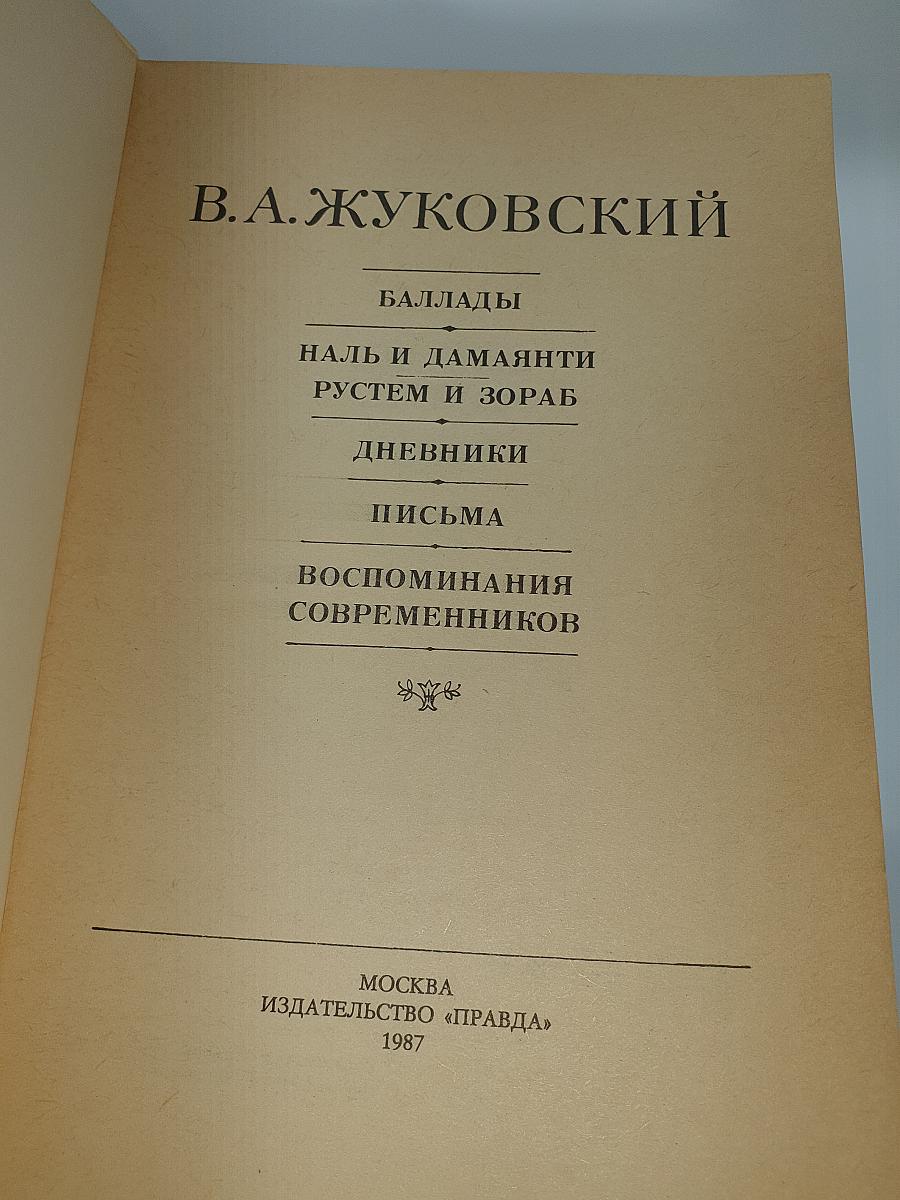 В. А. ЖУКОВСКИЙ
БАЛЛАДЫ
НАЛЬ И ДАМАЯНТИ
РУСТЕМ И ЗОРАБ
ДНЕВНИКИ
ПИСЬМА
ВОСПОМИНАНИЯ
СОВРЕМЕННИКОВ
МОСКВА
ИЗДАТЕЛЬСТВО «ПРАВДА»
1987